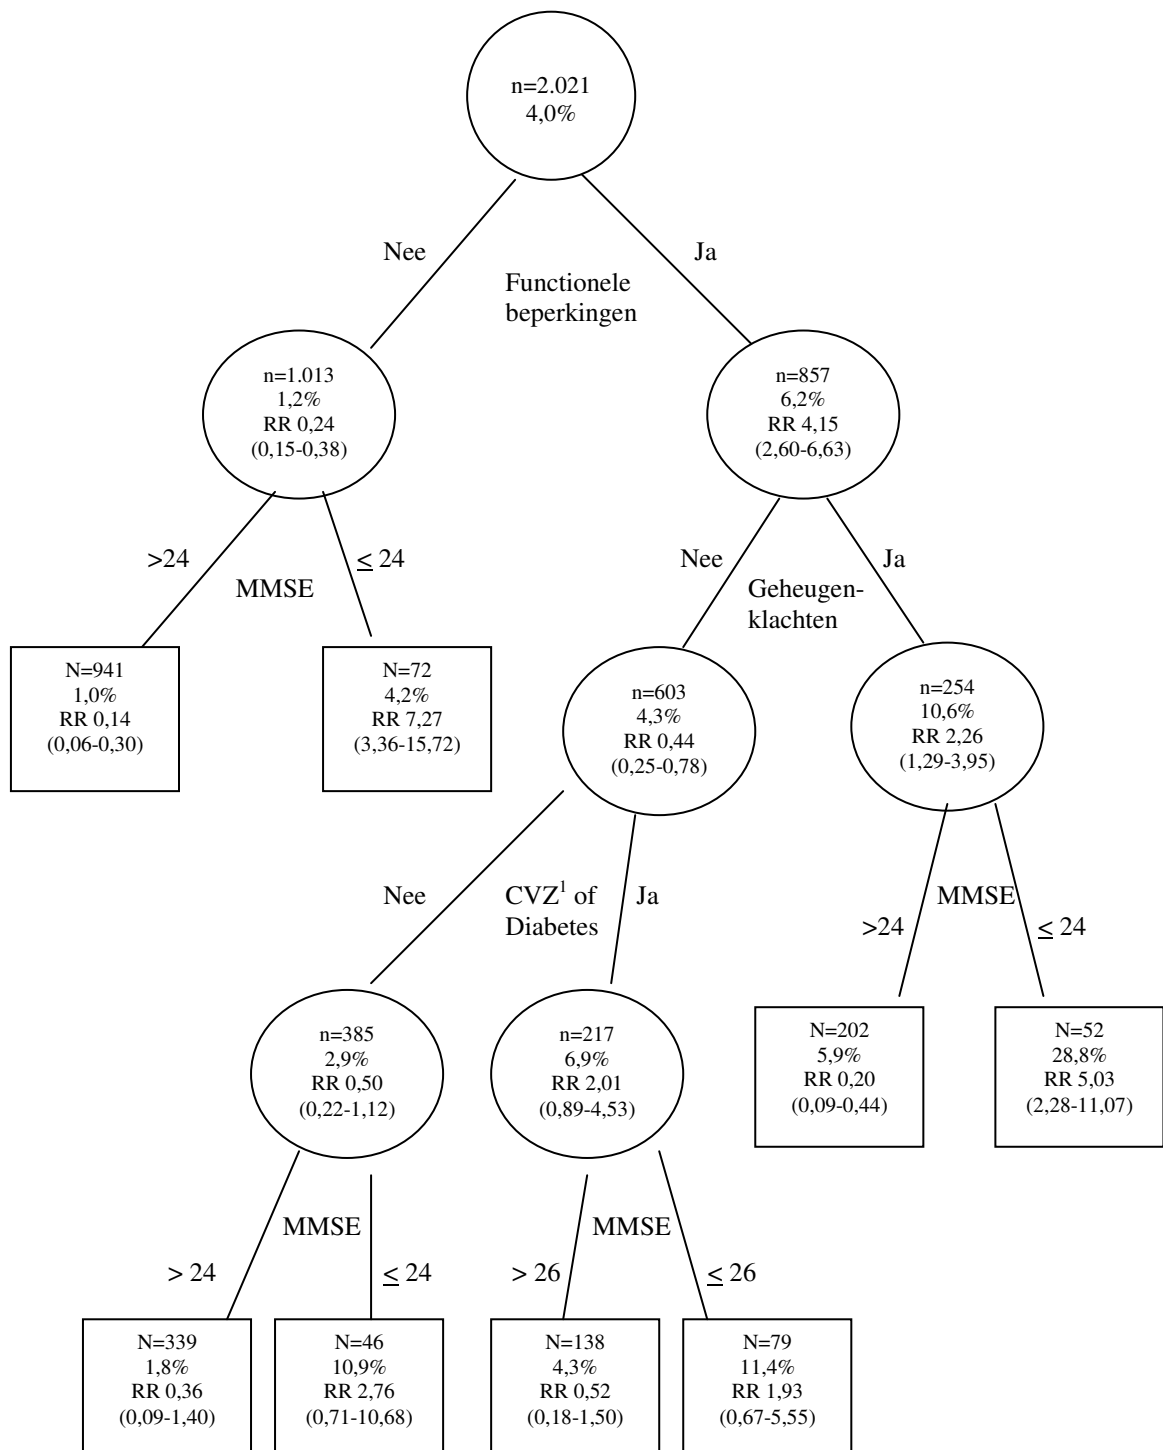 n=2.021
4,0%
Nee
Ja
Functionele
beperkingen
n=1.013
1,2%
RR 0,24
(0,15-0,38)
n=857
6,2%
RR 4,15
(2,60-6,63)
>24
≤ 24
MMSE
Nee
Ja
Geheugen-
klachten
N=941
1,0%
RR 0,14
(0,06-0,30)
N=72
4,2%
RR 7,27
(3,36-15,72)
n=603
4,3%
RR 0,44
(0,25-0,78)
n=254
10,6%
RR 2,26
(1,29-3,95)
Nee
CVZ¹ of
Diabetes
Ja
MMSE
>24
≤ 24
n=385
2,9%
RR 0,50
(0,22-1,12)
n=217
6,9%
RR 2,01
(0,89-4,53)
N=202
5,9%
RR 0,20
(0,09-0,44)
N=52
28,8%
RR 5,03
(2,28-11,07)
MMSE
> 24
≤ 24
MMSE
> 26
≤ 26
N=339
1,8%
RR 0,36
(0,09-1,40)
N=46
10,9%
RR 2,76
(0,71-10,68)
N=138
4,3%
RR 0,52
(0,18-1,50)
N=79
11,4%
RR 1,93
(0,67-5,55)